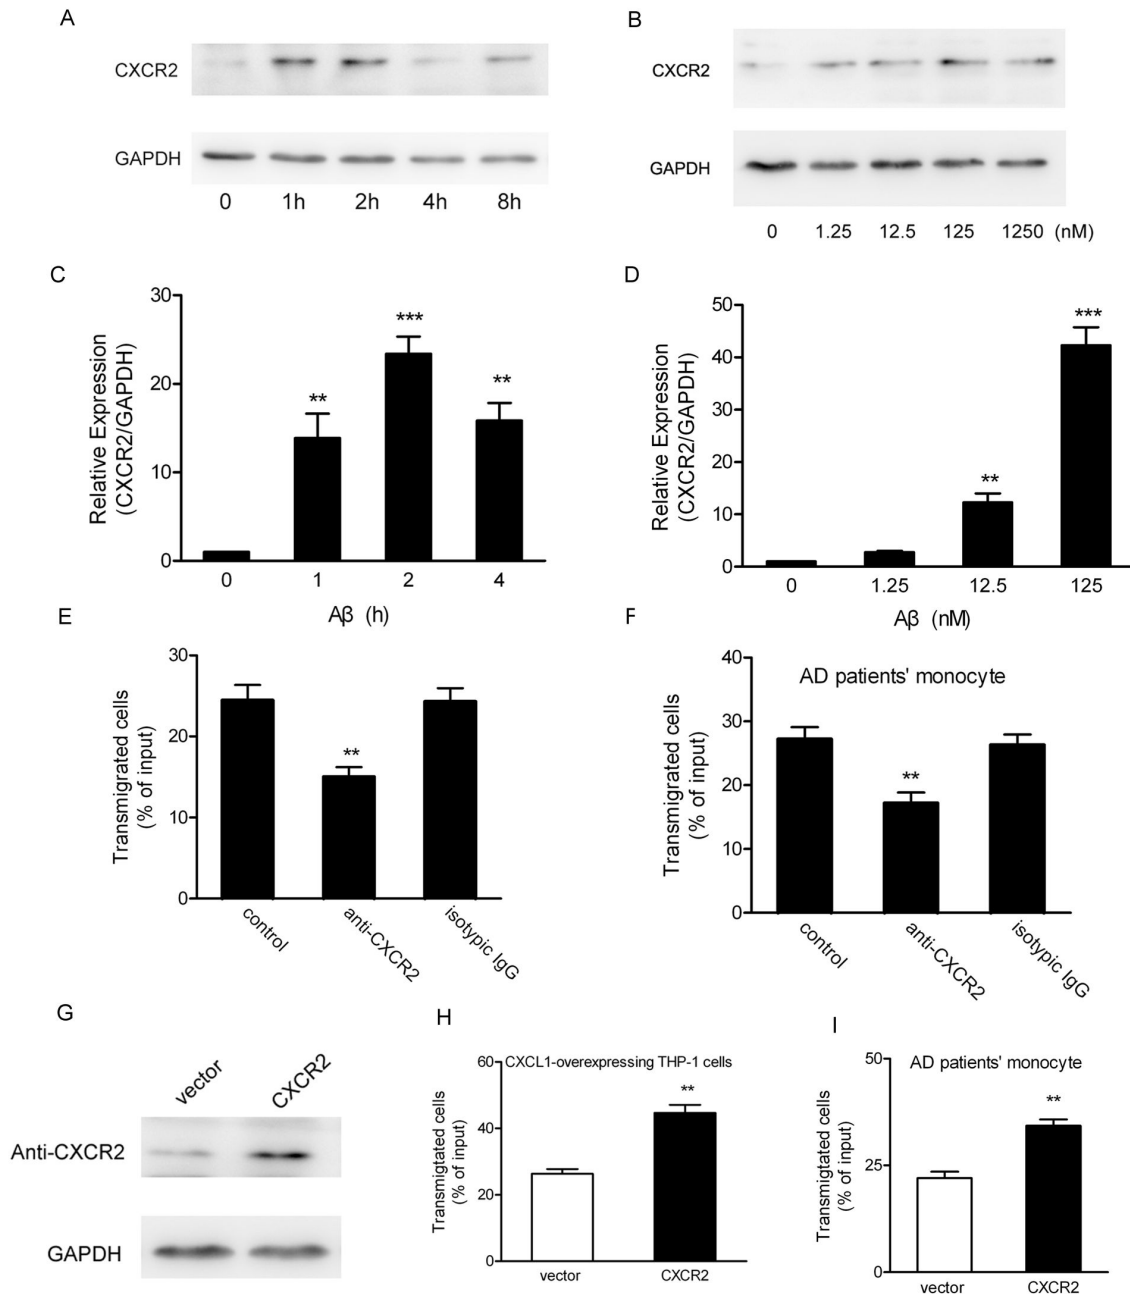 A
CXCR2
GAPDH
0 1h 2h 4h 8h
B
CXCR2
GAPDH
0 1.25 12.5 125 1250 (nM)
C
Relative Expression
(CXCR2/GAPDH)
30
20
10
0
** *** **
0 1 2 4
Aβ (h)
D
Relative Expression
(CXCR2/GAPDH)
50
40
30
20
10
0
** ***
0 1.25 12.5 125
Aβ (nM)
E
Transmigrated cells
(% of input)
30
20
10
0
**
control
anti-CXCR2
isotypic IgG
F
AD patients' monocyte
Transmigrated cells
(% of input)
40
30
20
10
0
**
control
anti-CXCR2
isotypic IgG
G
vector
CXCR2
Anti-CXCR2
GAPDH
H
CXCL1-overexpressing THP-1 cells
Transmigtated cells
(% of input)
60
40
20
0
**
vector CXCR2
I
AD patients' monocyte
Transmigtated cells
(% of input)
50
25
0
**
vector CXCR2